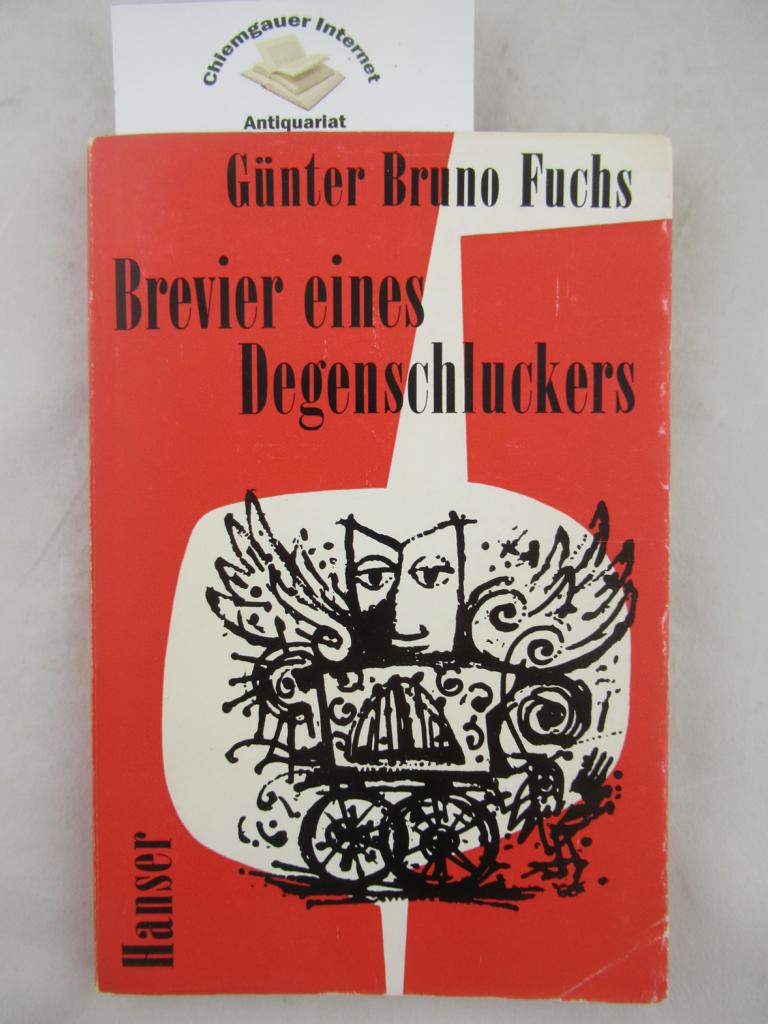 Chiemgauer Internet
Antiquariat
Günter Bruno Fuchs
Brevier eines
Degenschluckers
Hanser